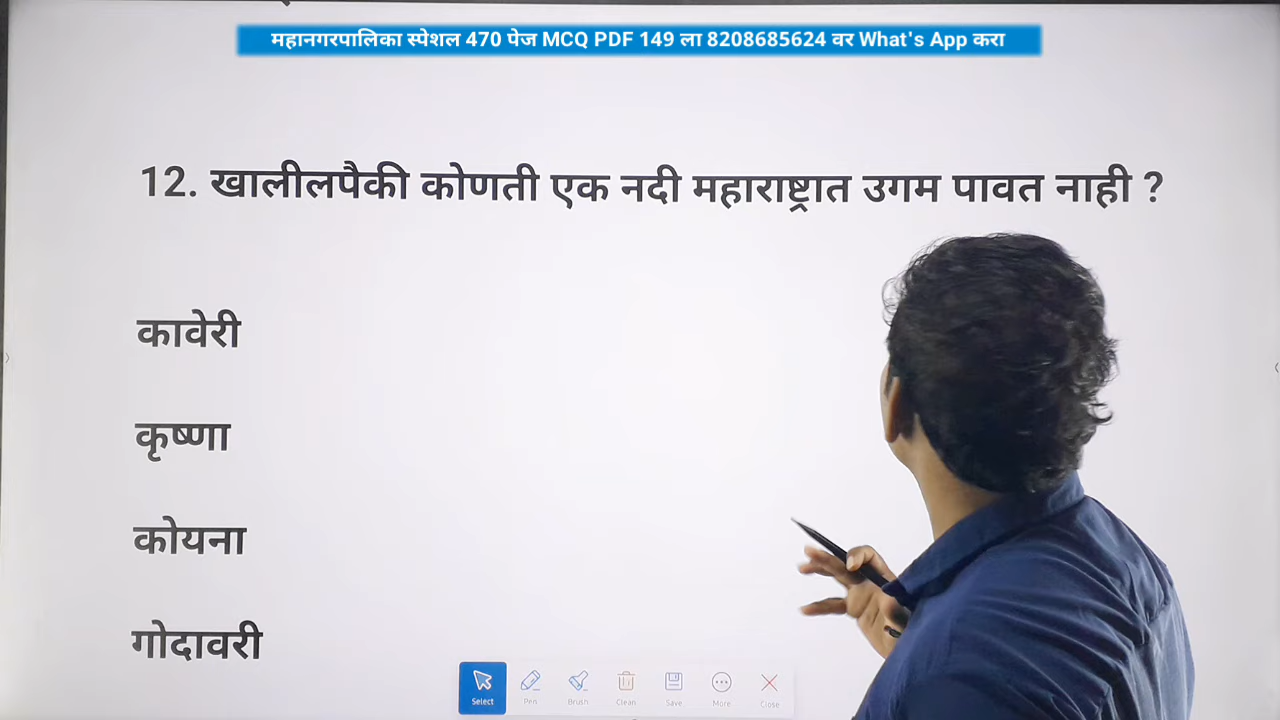 महानगरपालिका स्पेशल 470 पेज MCQ PDF 149 ला 8208685624 वर What's App करा
12. खालीलपैकी कोणती एक नदी महाराष्ट्रात उगम पावत नाही ?
कावेरी
कृष्णा
कोयना
गोदावरी
Select Pen Brush Clean Save More Close